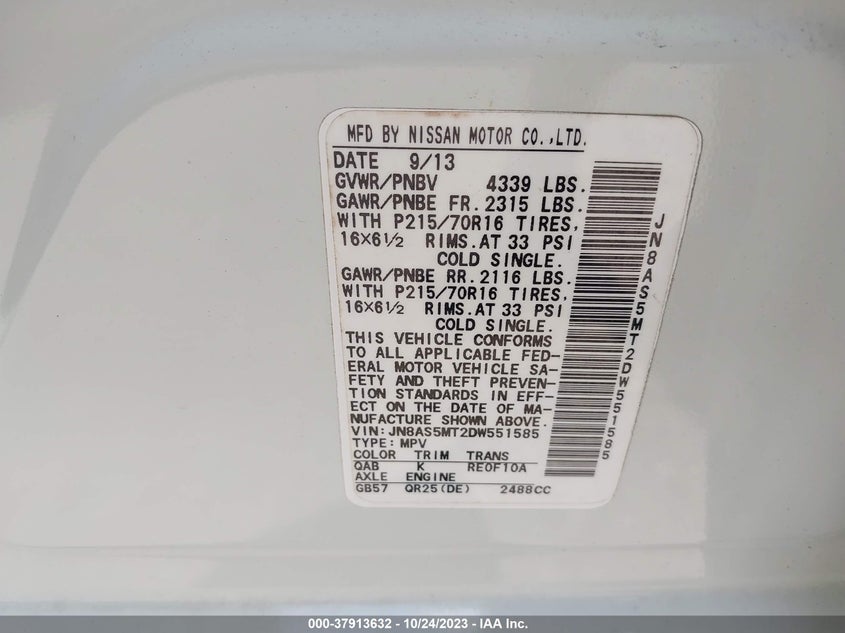 MFD BY NISSAN MOTOR CO.,LTD.
DATE 9/13
GVWR/PNBV 4339 LBS.
GAWR/PNBE FR. 2315 LBS.
WITH P215/70R16 TIRES,
16X6½ RIMS. AT 33 PSI
COLD SINGLE.
GAWR/PNBE RR. 2116 LBS.
WITH P215/70R16 TIRES,
16X6½ RIMS. AT 33 PSI
COLD SINGLE.
THIS VEHICLE CONFORMS
TO ALL APPLICABLE FED-
ERAL MOTOR VEHICLE SA-
FETY AND THEFT PREVEN-
TION STANDARDS IN EFF-
ECT ON THE DATE OF MA-
NUFACTURE SHOWN ABOVE.
VIN:JN8AS5MT2DW551585
TYPE:MPV
COLOR TRIM TRANS
QAB K RE0F10A
AXLE ENGINE
GB57 QR25(DE) 2488CC
JN8AS5MT2DW551585
000-37913632 - 10/24/2023 - IAA Inc.